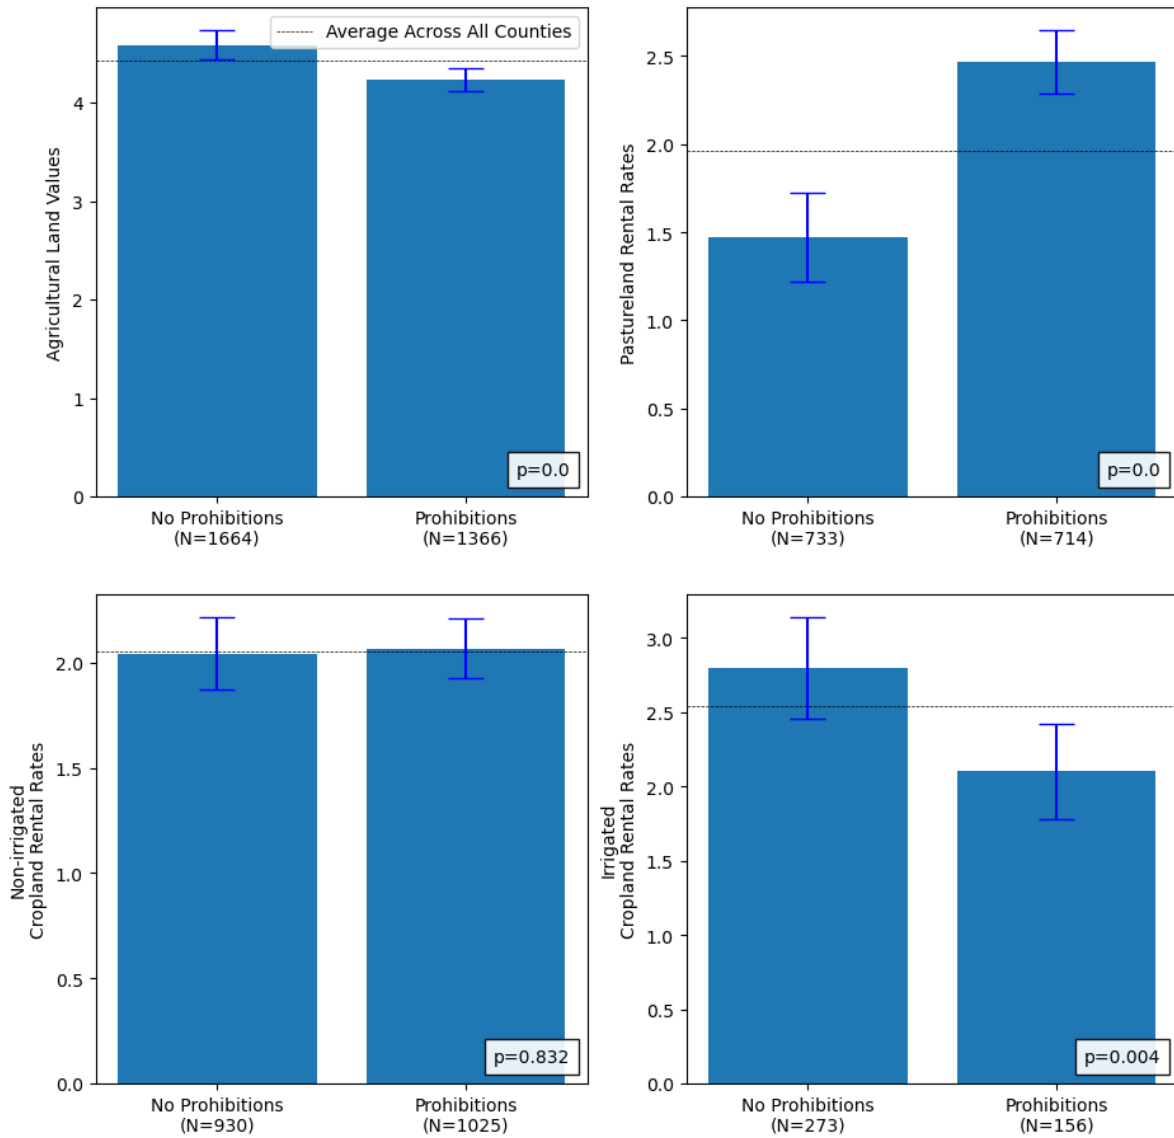 Average Across All Counties
Agricultural Land Values
4
3
2
1
0
p=0.0
No Prohibitions
(N=1664)
Prohibitions
(N=1366)
Pastureland Rental Rates
2.5
2.0
1.5
1.0
0.5
0.0
p=0.0
No Prohibitions
(N=733)
Prohibitions
(N=714)
Non-irrigated
Cropland Rental Rates
2.0
1.5
1.0
0.5
0.0
p=0.832
No Prohibitions
(N=930)
Prohibitions
(N=1025)
Irrigated
Cropland Rental Rates
3.0
2.5
2.0
1.5
1.0
0.5
0.0
p=0.004
No Prohibitions
(N=273)
Prohibitions
(N=156)